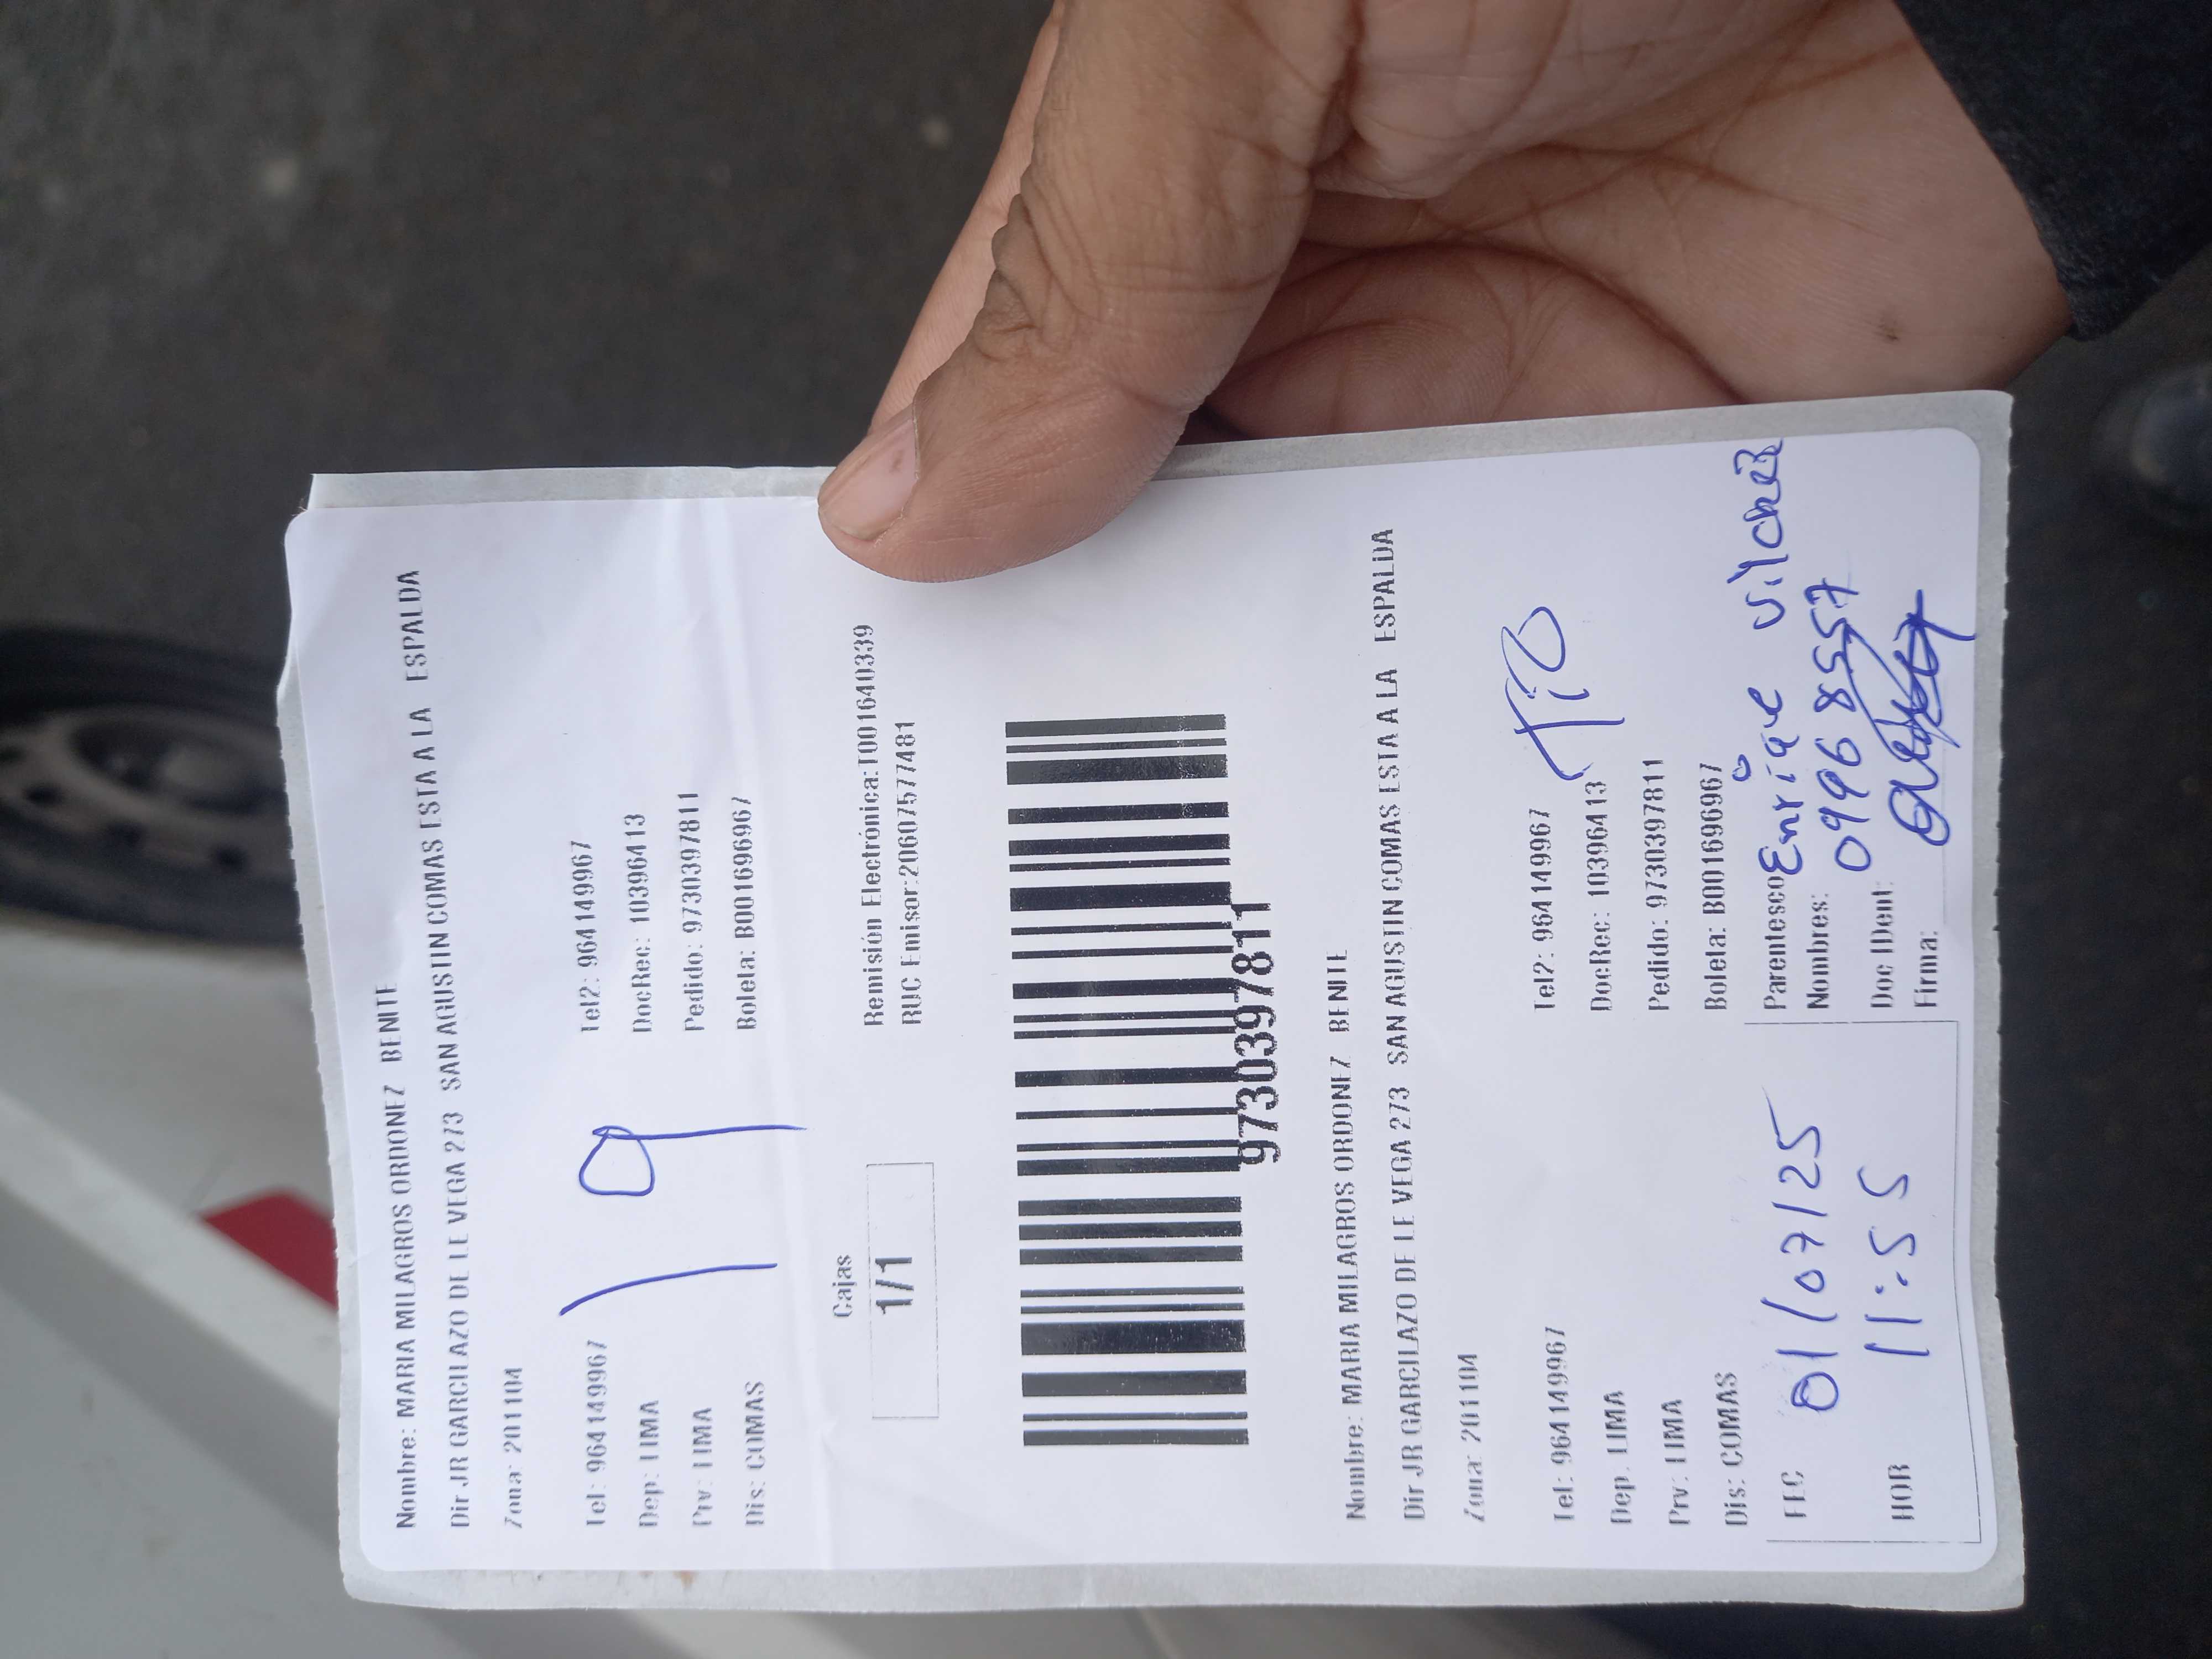 Nombre: MARIA MILAGROS ORDONEZ BENITE
Dir JR GARCILAZO DE LE VEGA 273 SAN AGUSTIN COMAS ESTA A LA ESPALDA
Zona: 201104
Tel: 964149967 Tel2: 964149967
Dep: LIMA DocRec: 10396413
Prv: LIMA Pedido: 9730397811
Dis: COMAS Boleta: B001696967
19
Cajas
1/1
Remisión Electrónica:T001640339
RUC Emisor:20607577481
9730397811
Nombre: MARIA MILAGROS ORDONEZ BENITE
Dir JR GARCILAZO DE LE VEGA 273 SAN AGUSTIN COMAS ESTA A LA ESPALDA
Zona: 201104
TiO
Tel: 964149967 Tel2: 964149967
Dep. LIMA DocRec: 10396413
Prv: LIMA Pedido: 9730397811
Dis: COMAS Boleta: B001696967
FEC 01/07/25 Parentesco
Nombres: Vilchez
HOR 11:55 Doc IDent: 09968557
Firma: